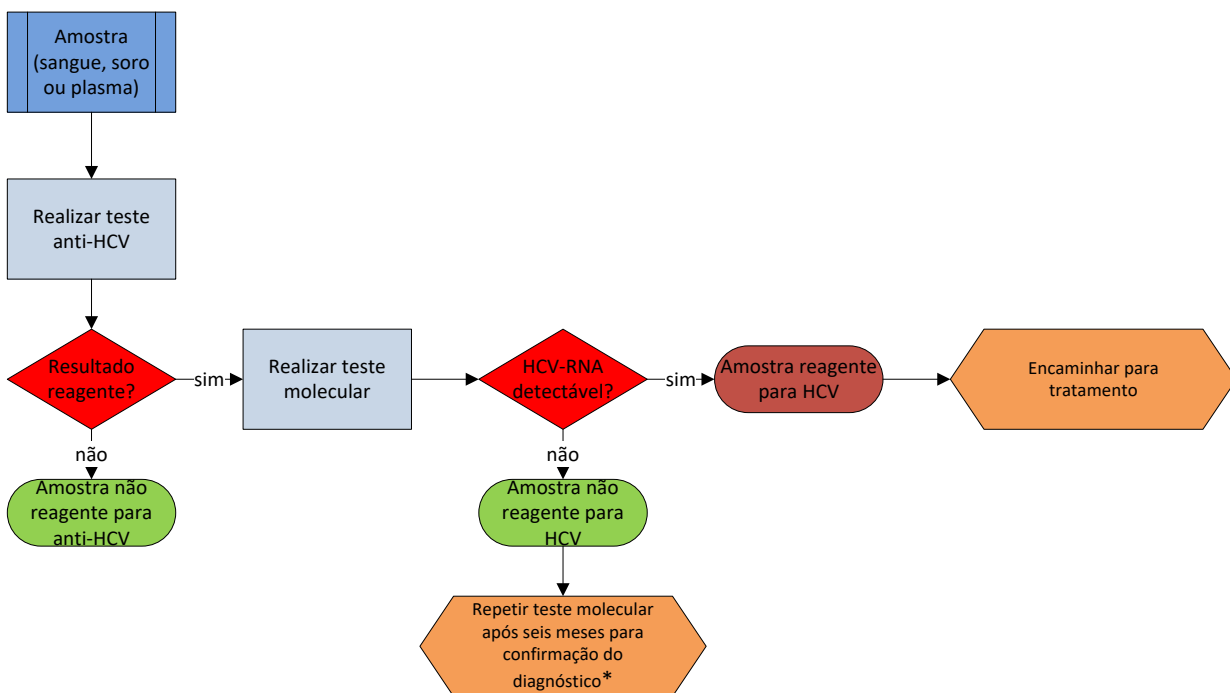 Amostra
(sangue, soro
ou plasma)
Realizar teste
anti-HCV
Resultado
reagente?
sim
Realizar teste
molecular
HCV-RNA
detectável?
sim
Amostra reagente
para HCV
Encaminhar para
tratamento
não
Amostra não
reagente para
anti-HCV
não
Amostra não
reagente para
HCV
Repetir teste molecular
após seis meses para
confirmação do
diagnóstico*